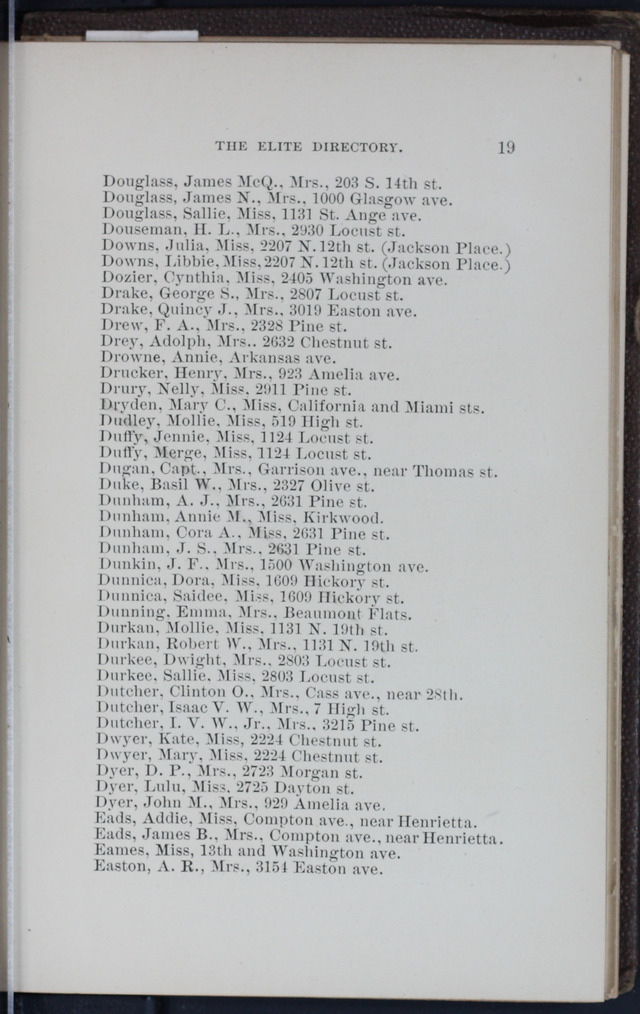 THE ELITE DIRECTORY. 19
Douglass, James McQ., Mrs., 203 S. 14th st.
Douglass, James N., Mrs., 1000 Glasgow ave.
Douglass, Sallie, Miss, 1131 St. Ange ave.
Douseman, H. L., Mrs., 2930 Locust st.
Downs, Julia, Miss, 2207 N. 12th st. (Jackson Place.)
Downs, Libbie, Miss, 2207 N. 12th st. (Jackson Place.)
Dozier, Cynthia, Miss, 2405 Washington ave.
Drake, George S., Mrs., 2807 Locust st.
Drake, Quincy J., Mrs., 3019 Easton ave.
Drew, F. A., Mrs., 2328 Pine st.
Drey, Adolph, Mrs.. 2632 Chestnut st.
Drowne, Annie, Arkansas ave.
Drucker, Henry, Mrs., 923 Amelia ave.
Drury, Nelly, Miss, 2911 Pine st.
Dryden, Mary C., Miss, California and Miami sts.
Dudley, Mollie, Miss, 519 High st.
Duffy, Jennie, Miss, 1124 Locust st.
Duffy, Merge, Miss, 1124 Locust st.
Dugan, Capt., Mrs., Garrison ave., near Thomas st.
Duke, Basil W., Mrs., 2327 Olive st.
Dunham, A. J., Mrs., 2631 Pine st.
Dunham, Annie M., Miss, Kirkwood.
Dunham, Cora A., Miss, 2631 Pine st.
Dunham, J. S., Mrs., 2631 Pine st.
Dunkin, J. F., Mrs., 1500 Washington ave.
Dunnica, Dora, Miss, 1609 Hickory st.
Dunnica, Saidee, Miss, 1609 Hickory st.
Dunning, Emma, Mrs., Beaumont Flats.
Durkan, Mollie, Miss, 1131 N. 19th st.
Durkan, Robert W., Mrs., 1131 N. 19th st.
Durkee, Dwight, Mrs., 2803 Locust st.
Durkee, Sallie, Miss, 2803 Locust st.
Dutcher, Clinton O., Mrs., Cass ave., near 28th.
Dutcher, Isaac V. W., Mrs., 7 High st.
Dutcher, I. V. W., Jr., Mrs., 3215 Pine st.
Dwyer, Kate, Miss, 2224 Chestnut st.
Dwyer, Mary, Miss, 2224 Chestnut st.
Dyer, D. P., Mrs., 2723 Morgan st.
Dyer, Lulu, Miss, 2725 Dayton st.
Dyer, John M., Mrs., 929 Amelia ave.
Eads, Addie, Miss, Compton ave., near Henrietta.
Eads, James B., Mrs., Compton ave., near Henrietta.
Eames, Miss, 13th and Washington ave.
Easton, A. R., Mrs., 3154 Easton ave.